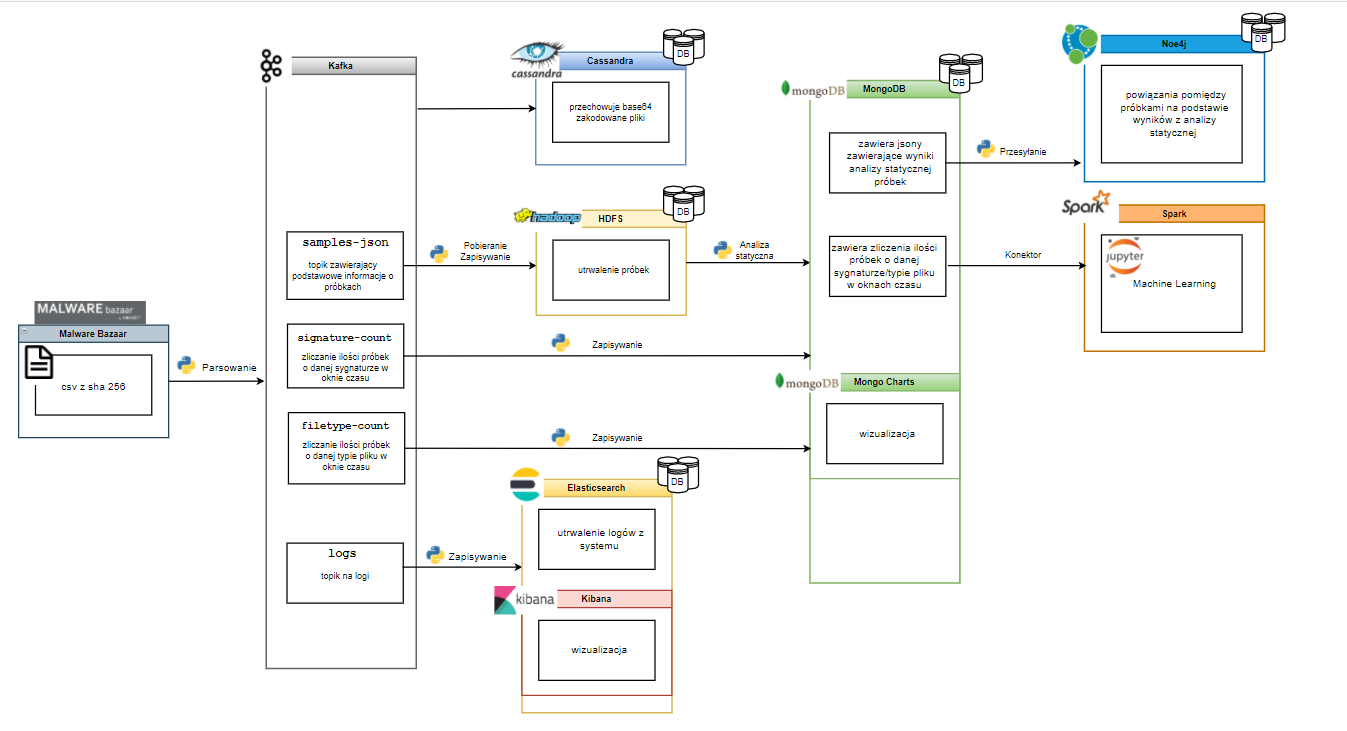 MALWARE bazaar
Malware Bazaar
csv z sha 256
Parsowanie
Kafka
samples-json
topik zawierający
podstawowe informacje o
próbkach
signature-count
zliczanie ilości próbek
o danej sygnaturze w
oknie czasu
filetype-count
zliczanie ilości próbek
o danej typie pliku w
oknie czasu
logs
topik na logi
cassandra
Cassandra
DB
przechowuje base64
zakodowane pliki
Pobieranie
Zapisywanie
hadoop
HDFS
DB
utrwalenie próbek
Analiza
statyczna
Zapisywanie
Zapisywanie
Zapisywanie
Elasticsearch
DB
utrwalenie logów z
systemu
kibana
Kibana
wizualizacja
mongoDB
MongoDB
DB
zawiera jsony
zawierające wyniki
analizy statycznej
próbek
zawiera zliczenia ilości
próbek o danej
sygnaturze/typie pliku
w oknach czasu
mongoDB
Mongo Charts
wizualizacja
Przesyłanie
Konektor
Noe4j
DB
powiązania pomiędzy
próbkami na podstawie
wyników z analizy
statycznej
Spark
Spark
jupyter
Machine Learning